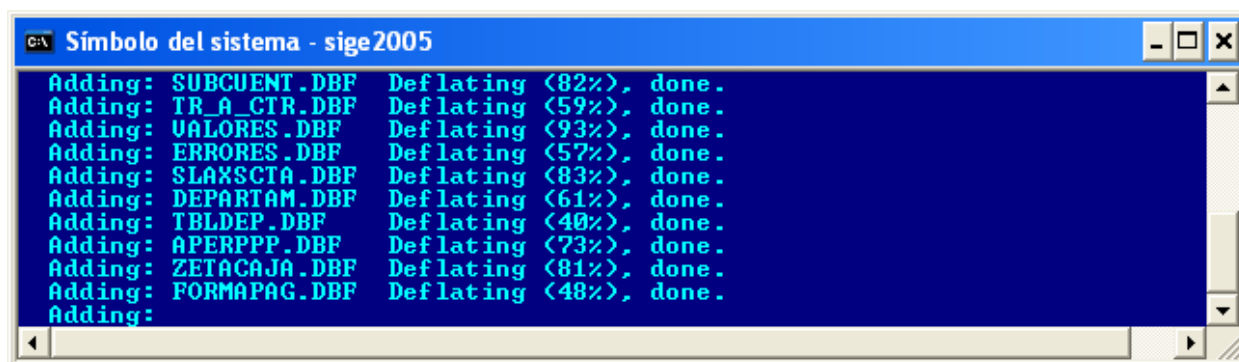 Símbolo del sistema - sige2005
Adding: SUBCUENT.DBF Deflating (82%), done.
Adding: TR_A_CTR.DBF Deflating (59%), done.
Adding: VALORES.DBF Deflating (93%), done.
Adding: ERRORES.DBF Deflating (57%), done.
Adding: SLAXSCTA.DBF Deflating (83%), done.
Adding: DEPARTAM.DBF Deflating (61%), done.
Adding: TBLDEP.DBF Deflating (40%), done.
Adding: APERPPP.DBF Deflating (73%), done.
Adding: ZETACAJA.DBF Deflating (81%), done.
Adding: FORMAPAG.DBF Deflating (48%), done.
Adding: